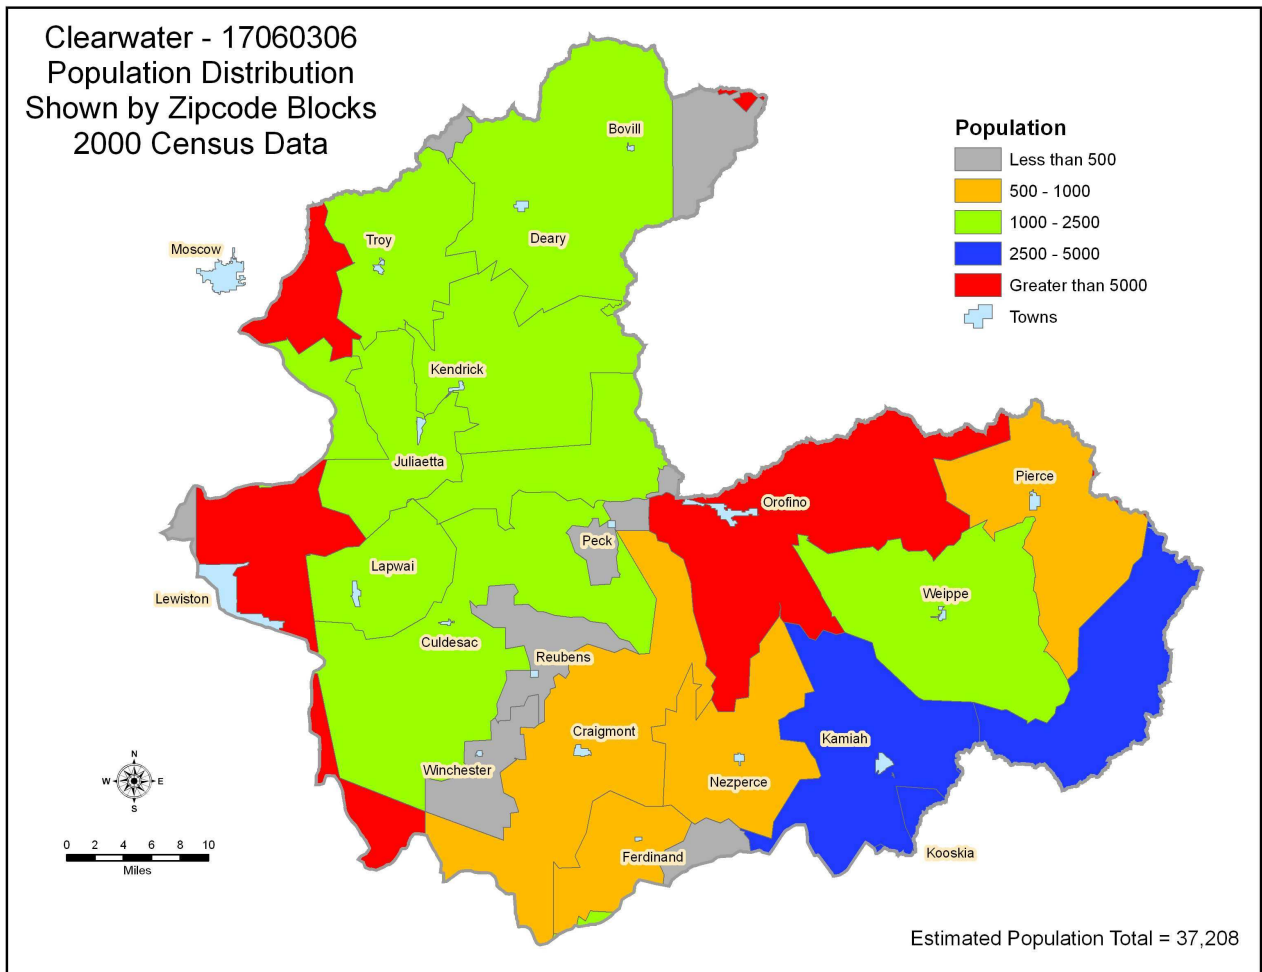 Clearwater - 17060306
Population Distribution
Shown by Zipcode Blocks
2000 Census Data
Population
Less than 500
500 - 1000
1000 - 2500
2500 - 5000
Greater than 5000
Towns
Bovill
Deary
Troy
Moscow
Kendrick
Juliaetta
Pierce
Orofino
Peck
Lapwai
Lewiston
Weippe
Culdesac
Reubens
Craigmont
Kamiah
Winchester
Nezperce
Ferdinand
Kooskia
N
W
E
S
0 2 4 6 8 10
Miles
Estimated Population Total = 37,208